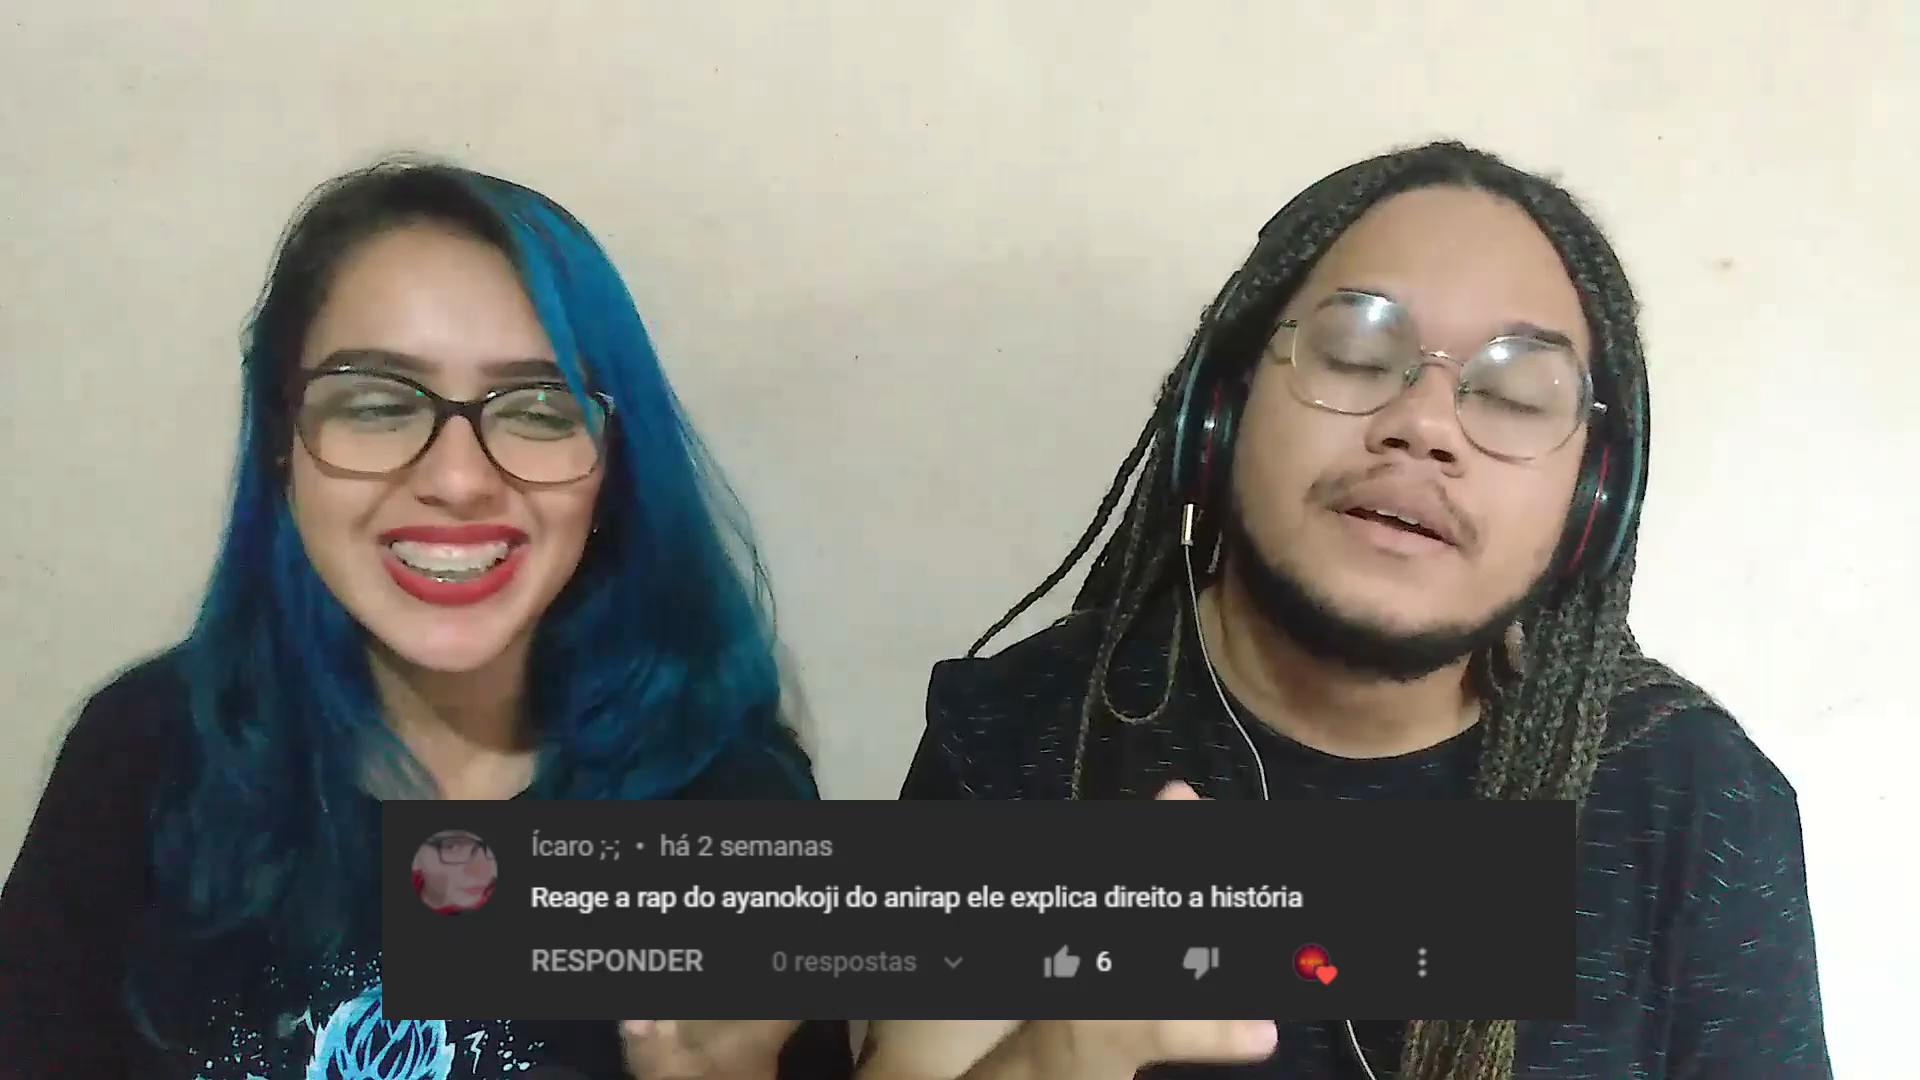 Ícaro ;-; • há 2 semanas
Reage a rap do ayanokoji do anirap ele explica direito a história
RESPONDER 0 respostas 6